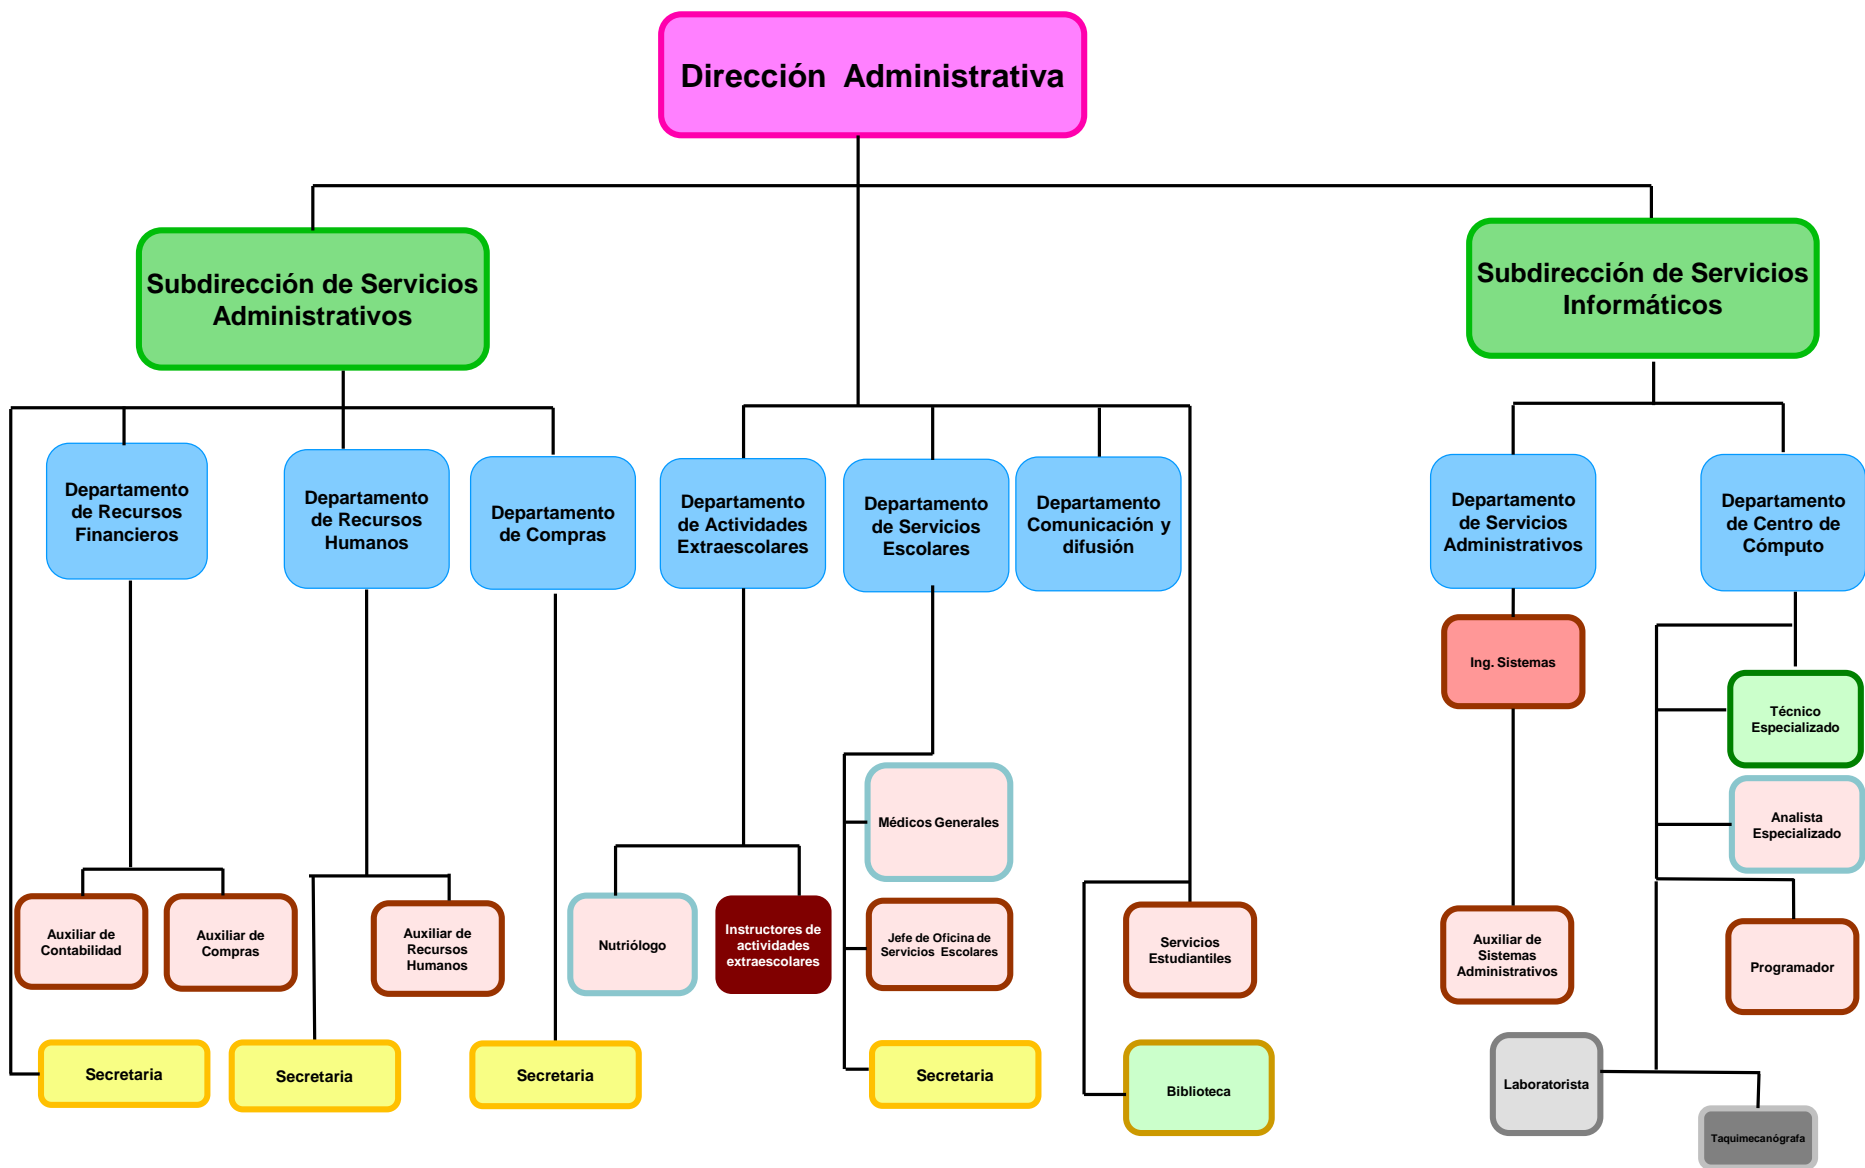 Dirección Administrativa
Subdirección de Servicios
Administrativos
Subdirección de Servicios
Informáticos
Departamento
de Recursos
Financieros
Departamento
de Recursos
Humanos
Departamento
de Compras
Departamento
de Actividades
Extraescolares
Departamento
de Servicios
Escolares
Departamento
Comunicación y
difusión
Departamento
de Servicios
Administrativos
Departamento
de Centro de
Cómputo
Ing. Sistemas
Técnico
Especializado
Médicos Generales
Analista
Especializado
Auxiliar de
Contabilidad
Auxiliar de
Compras
Auxiliar de
Recursos
Humanos
Nutriólogo
Instructores de
actividades
extraescolares
Jefe de Oficina de
Servicios Escolares
Servicios
Estudiantiles
Auxiliar de
Sistemas
Administrativos
Programador
Secretaria
Secretaria
Secretaria
Secretaria
Biblioteca
Laboratorista
Taquimecanógrafa